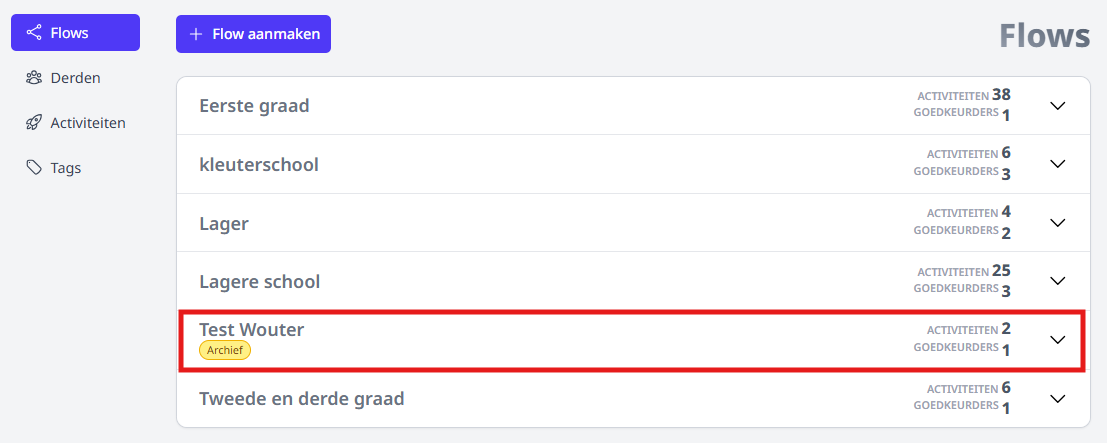 Flows
Derden
Activiteiten
Tags
Flow aanmaken
Flows
Eerste graad
ACTIVITEITEN 38
GOEDKEURDERS 1
kleuterschool
ACTIVITEITEN 6
GOEDKEURDERS 3
Lager
ACTIVITEITEN 4
GOEDKEURDERS 2
Lagere school
ACTIVITEITEN 25
GOEDKEURDERS 3
Test Wouter
Archief
ACTIVITEITEN 2
GOEDKEURDERS 1
Tweede en derde graad
ACTIVITEITEN 6
GOEDKEURDERS 1